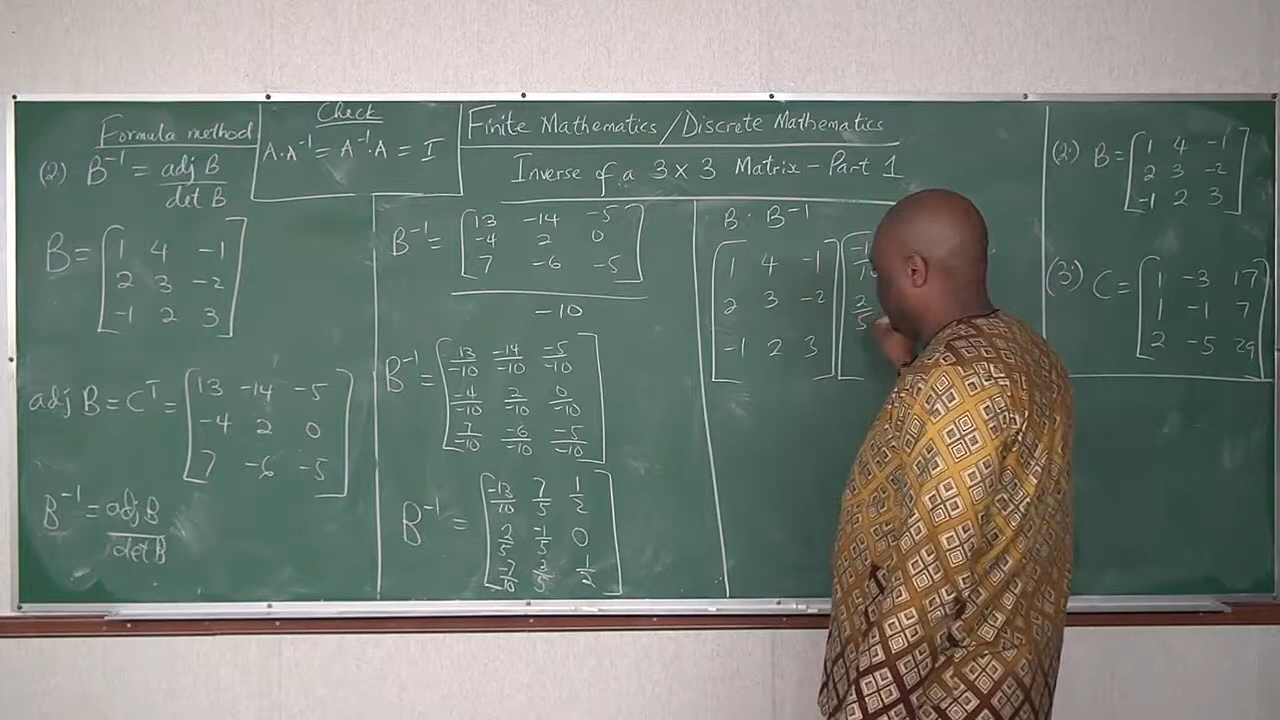 Formula method
(2.) B⁻¹ = adj B
det B
B = [1 4 -1
2 3 -2
-1 2 3]
adj B = Cᵀ = [13 -14 -5
-4 2 0
7 -6 -5]
B⁻¹ = adj B
det B
Check
A·A⁻¹ = A⁻¹·A = I
Finite Mathematics / Discrete Mathematics
Inverse of a 3 × 3 Matrix - Part 1
B⁻¹ = [13 -14 -5
-4 2 0
7 -6 -5]
-10
B⁻¹ = [13/-10 -14/-10 -5/-10
-4/-10 2/-10 0/-10
7/-10 -6/-10 -5/-10]
B⁻¹ = [-13/10 7/5 1/2
2/5 -1/5 0
-7/10 3/5 1/2]
B · B⁻¹
[1 4 -1
2 3 -2
-1 2 3]
2/5
(2.) B = [1 4 -1
2 3 -2
-1 2 3]
(3.) C = [1 -3 17
1 -1 7
2 -5 29]